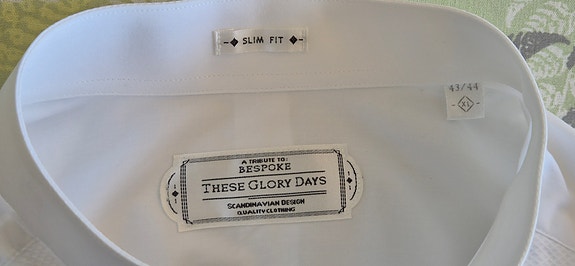 SLIM FIT
43/44
XL
A TRIBUTE TO:
BESPOKE
THESE GLORY DAYS
SCANDINAVIAN DESIGN
QUALITY CLOTHING